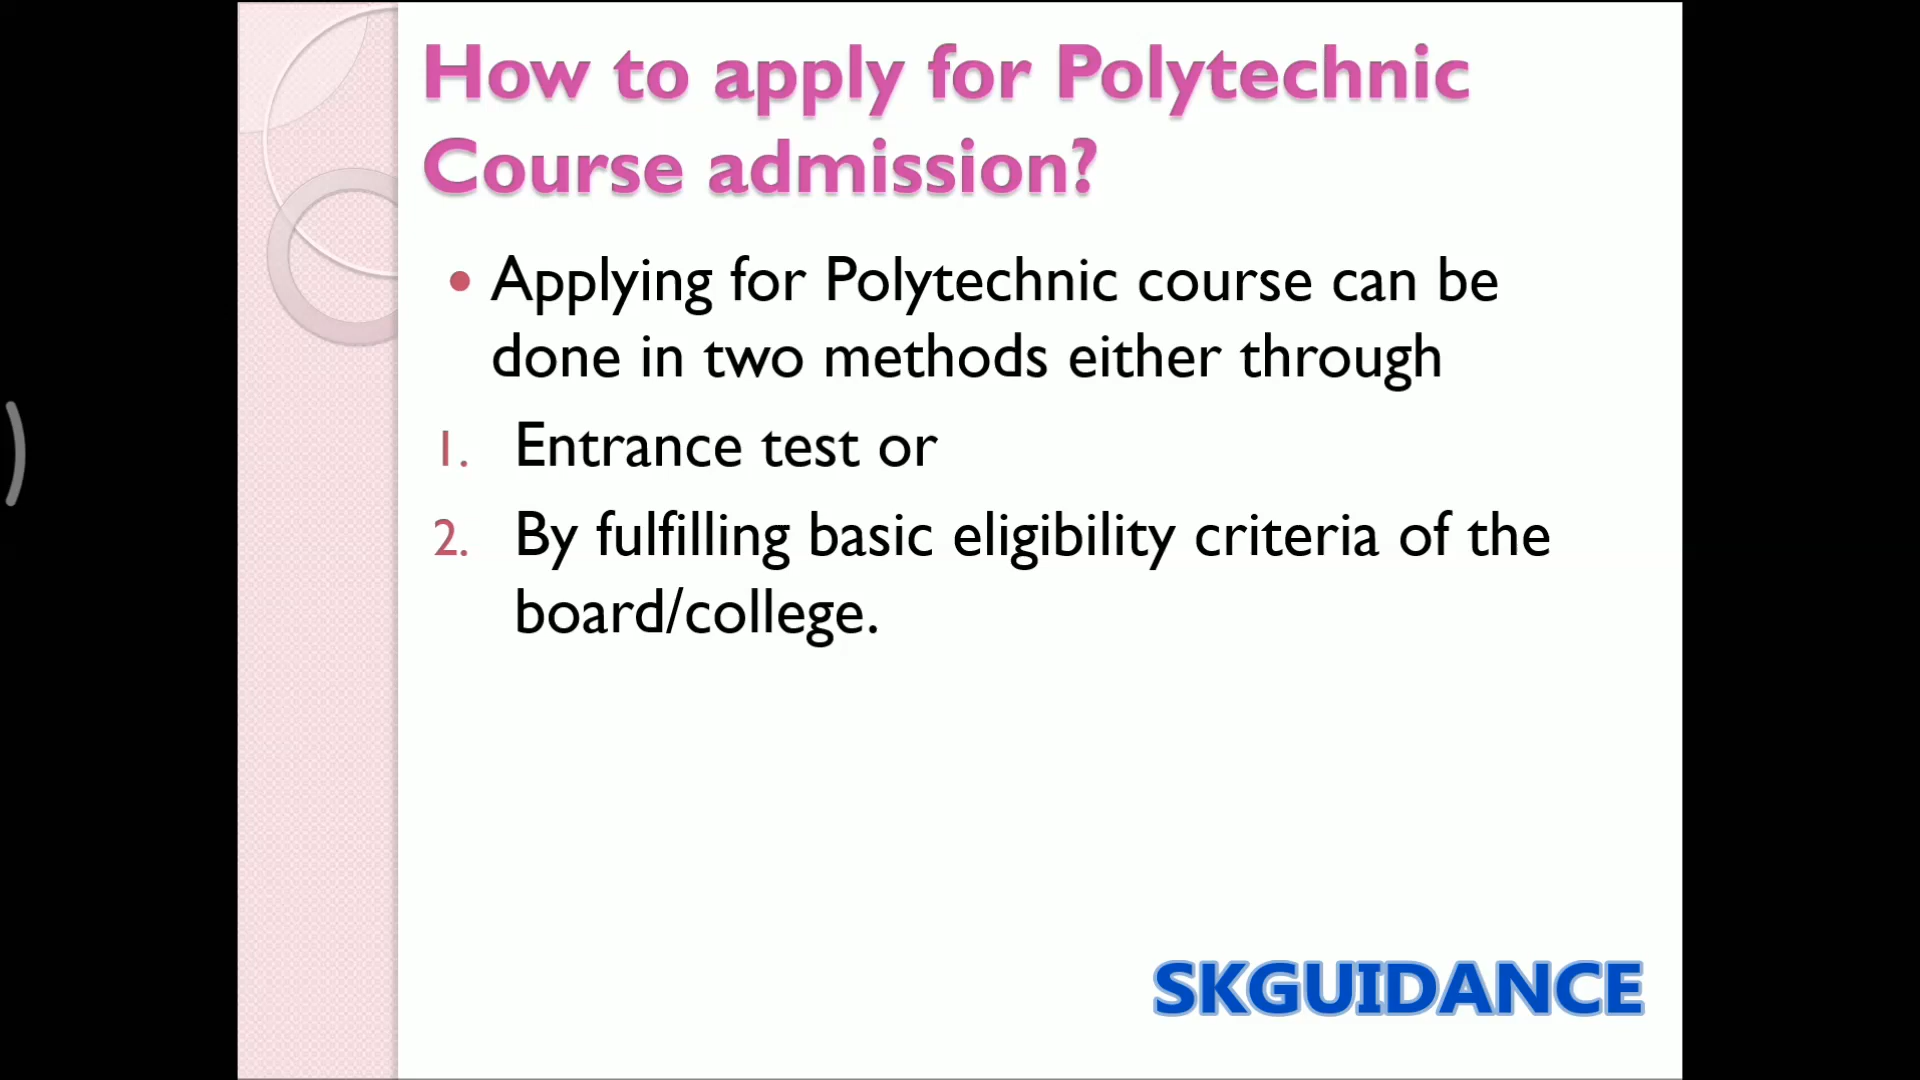 How to apply for Polytechnic
Course admission?
• Applying for Polytechnic course can be
done in two methods either through
1. Entrance test or
2. By fulfilling basic eligibility criteria of the
board/college.
SKGUIDANCE